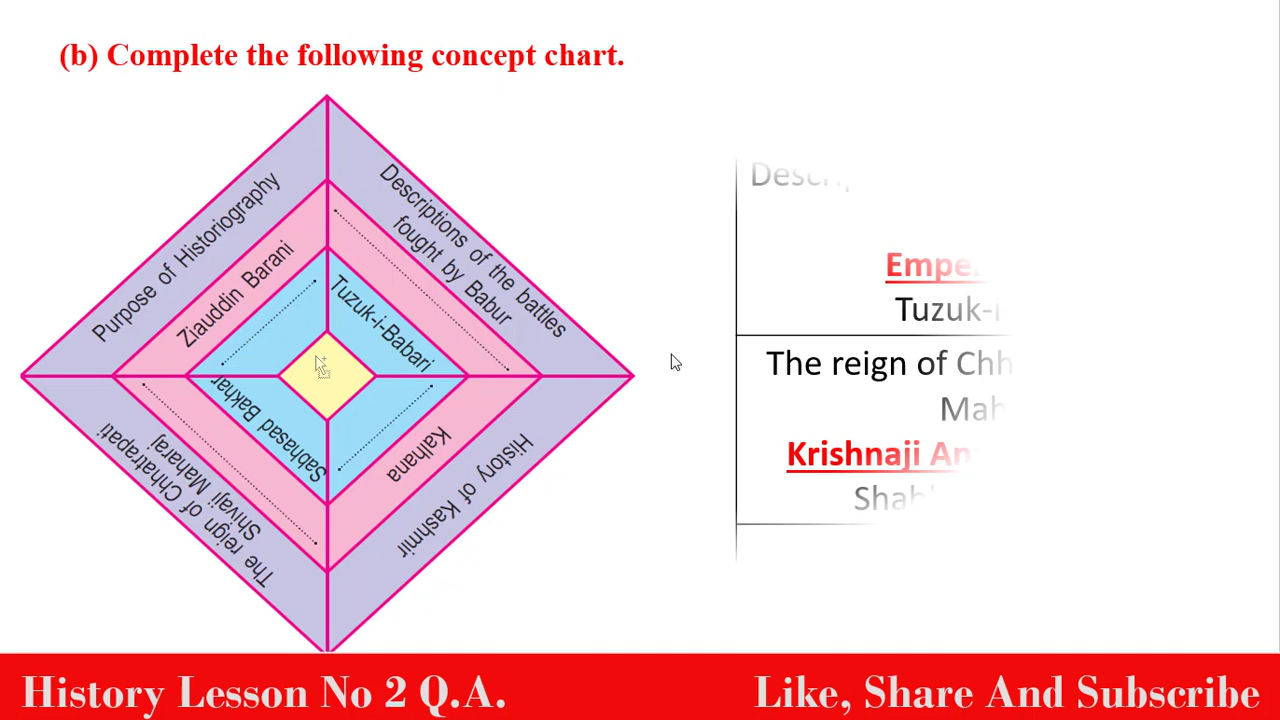 (b) Complete the following concept chart.
Purpose of Historiography
Ziauddin Barani
Descriptions of the battles
fought by Babur
Tuzuk-i-Babari
Sabhasad Bakhar
The reign of Chhatrapati
Shivaji Maharaj
Kalhana
History of Kashmir
Tuzuk-i
The reign of Chh
Mah
Krishnaji An
History Lesson No 2 Q.A.
Like, Share And Subscribe